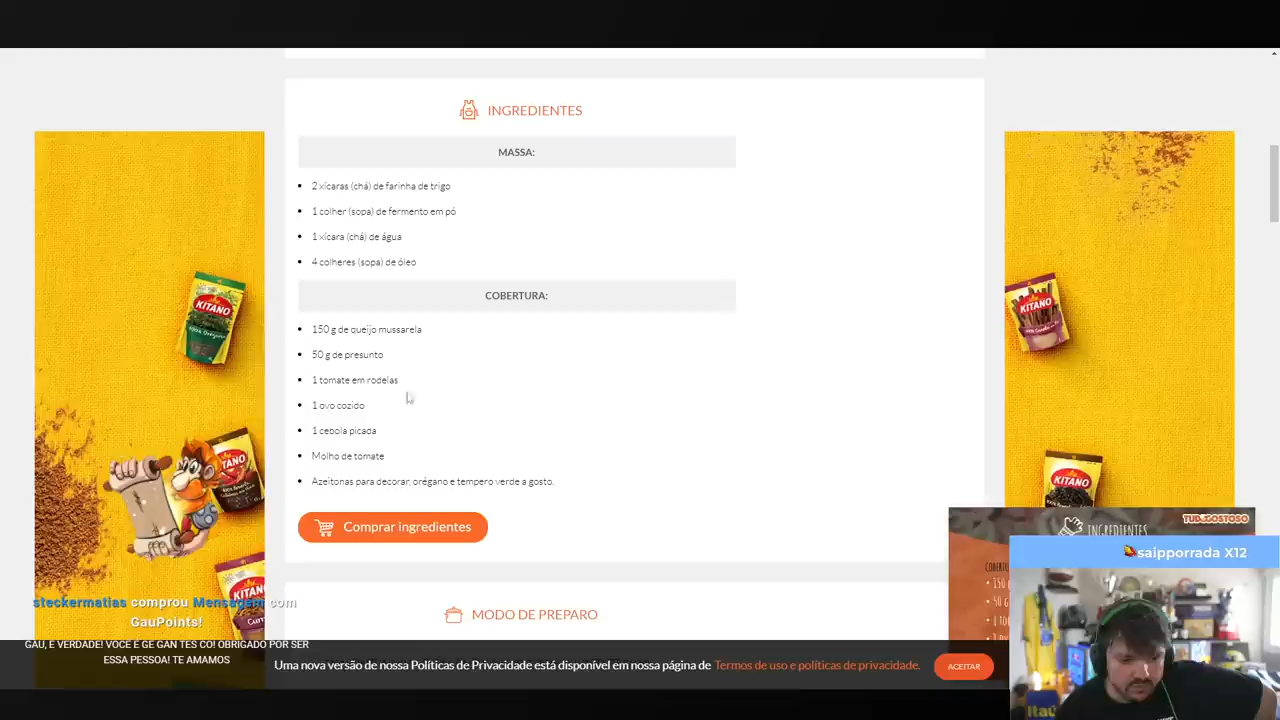 INGREDIENTES
MASSA:
2 xícaras (chá) de farinha de trigo
1 colher (sopa) de fermento em pó
1 xícara (chá) de água
4 colheres (sopa) de óleo
COBERTURA:
150 g de queijo mussarela
50 g de presunto
1 tomate em rodelas
1 ovo cozido
1 cebola picada
Molho de tomate
Azeitonas para decorar, orégano e tempero verde a gosto.
Comprar ingredientes
MODO DE PREPARO
KITANO
KITANO
KITANO
TANO
TUDOGOSTOSO
INGREDIENTES
saipporrada X12
steckermatias comprou Mensagem com
GauPoints!
GAU, E VERDADE! VOCE E GE GAN TES CO! OBRIGADO POR SER
ESSA PESSOA! TE AMAMOS
Uma nova versão de nossa Políticas de Privacidade está disponível em nossa página de Termos de uso e políticas de privacidade.
ACEITAR
Itaú